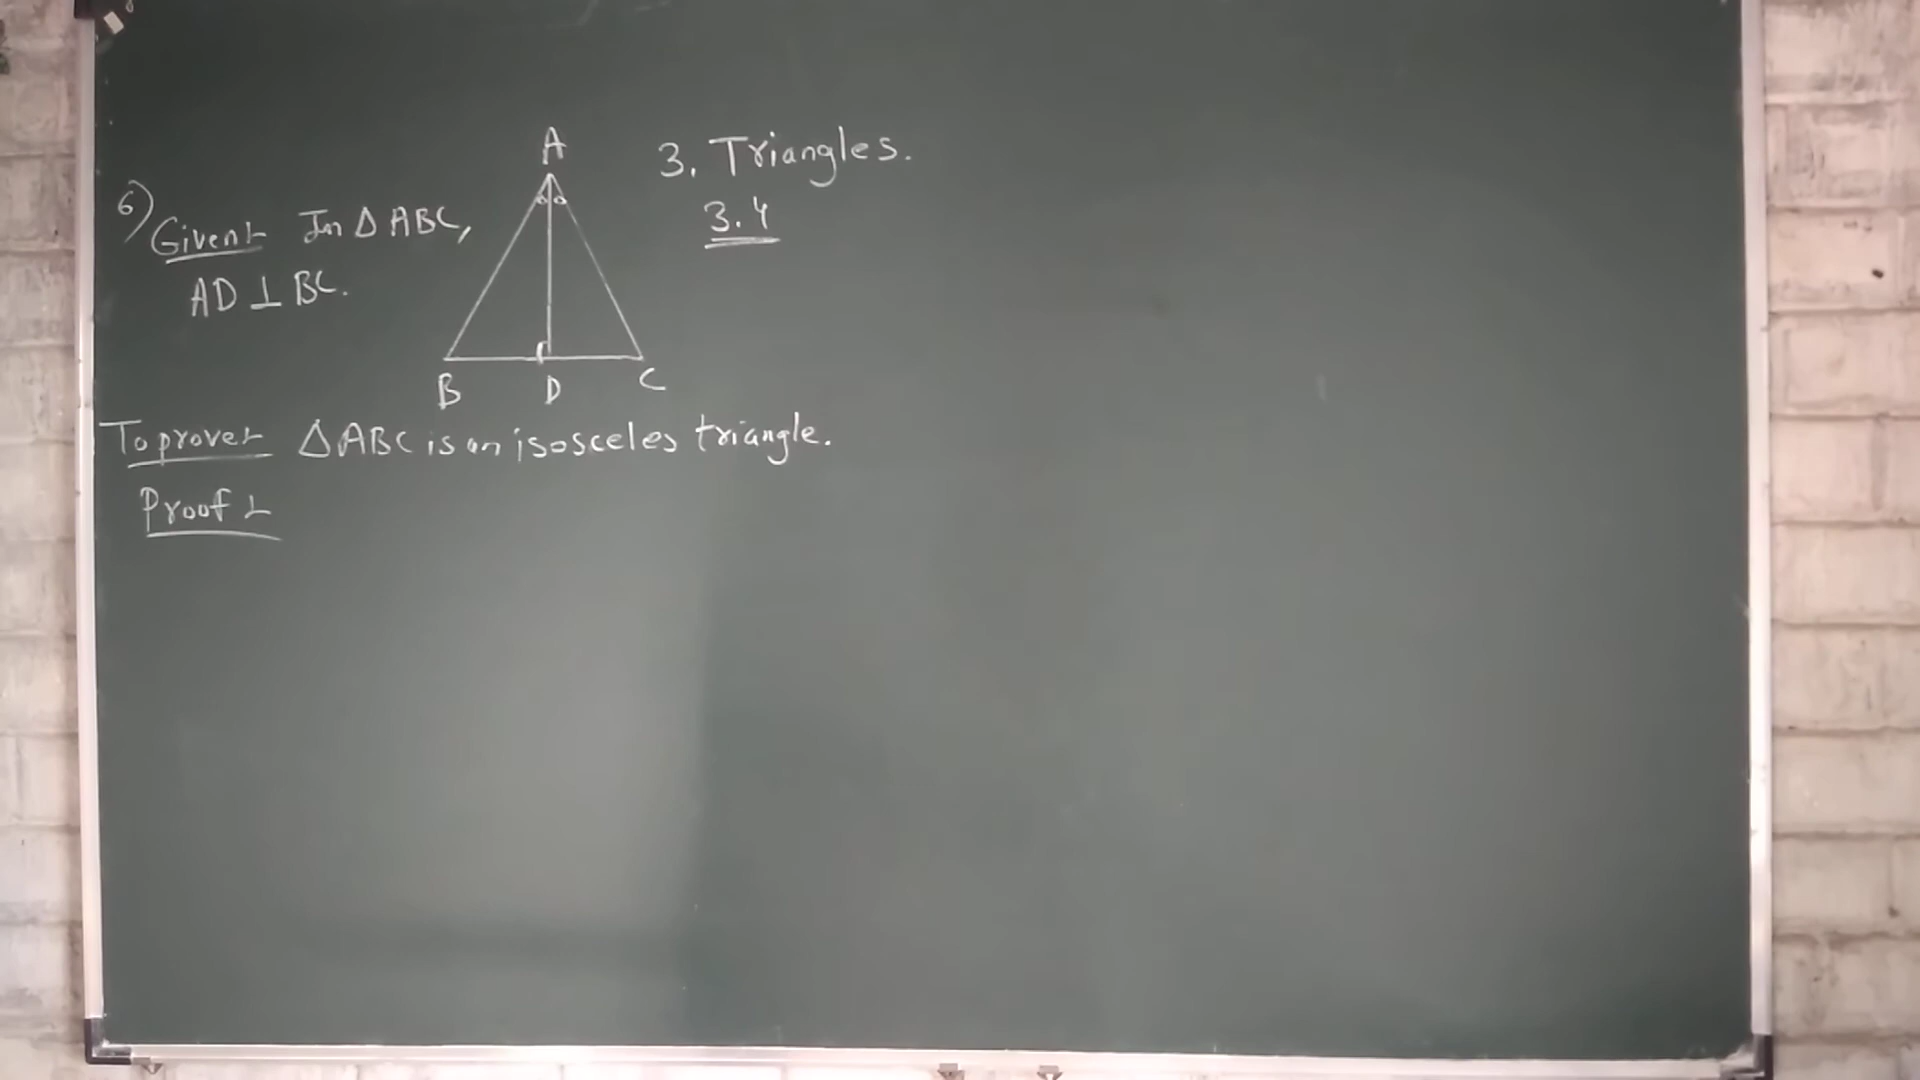 3. Triangles.
3.4
6) Given:- In △ABC,
AD ⊥ BC.
A
B D C
To prove:- △ABC is an isosceles triangle.
Proof:-